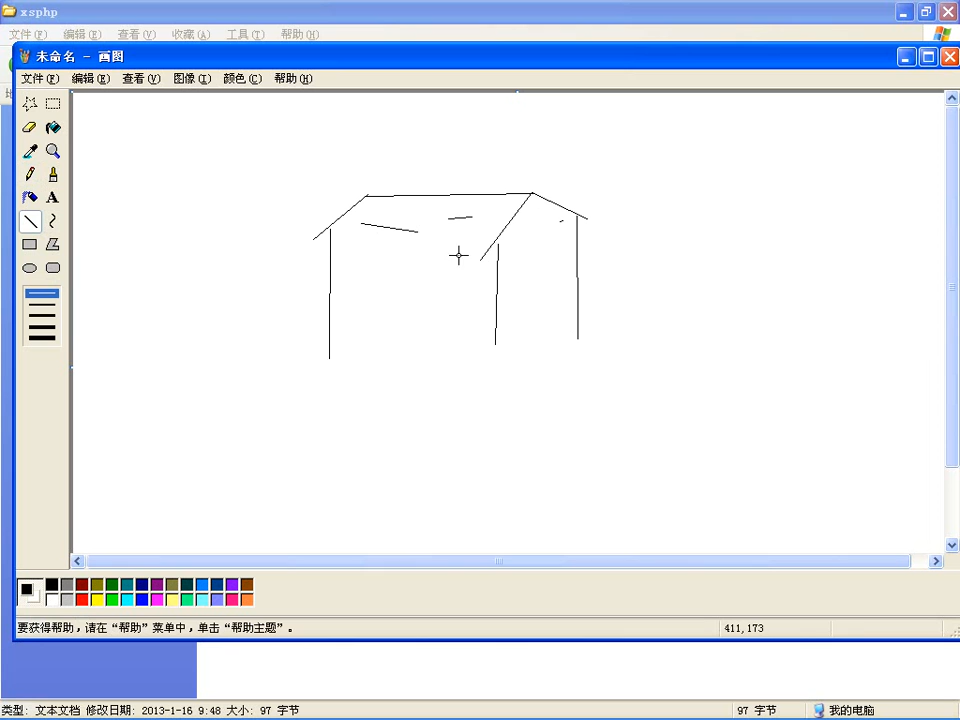 xsphp
文件(F) 编辑(E) 查看(V) 收藏(A) 工具(T) 帮助(H)
未命名 - 画图
文件(F) 编辑(E) 查看(V) 图像(I) 颜色(C) 帮助(H)
A
要获得帮助，请在“帮助”菜单中，单击“帮助主题”。 411,173
类型: 文本文档 修改日期: 2013-1-16 9:48 大小: 97 字节 97 字节 我的电脑